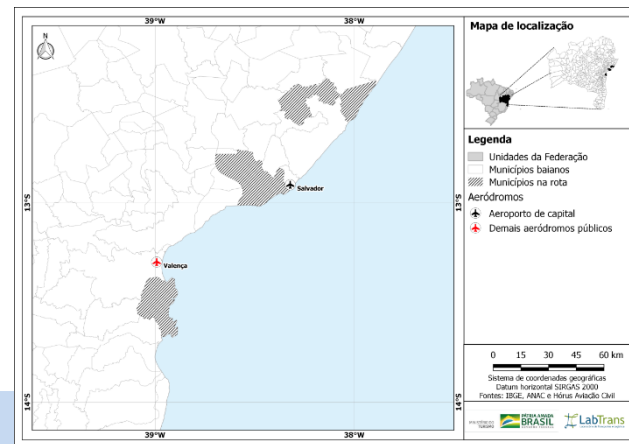 39°W
38°W
N
Mapa de localização
Salvador
13°S
13°S
Valença
Legenda
Unidades da Federação
Municípios baianos
Municípios na rota
Aeródromos
Aeroporto de capital
Demais aeródromos públicos
0 15 30 45 60 km
Sistema de coordenadas geográficas
Datum horizontal SIRGAS 2000
Fontes: IBGE, ANAC e Hórus Aviação Civil
14°S
14°S
39°W
38°W
PÁTRIA AMADA
BRASIL
LabTrans